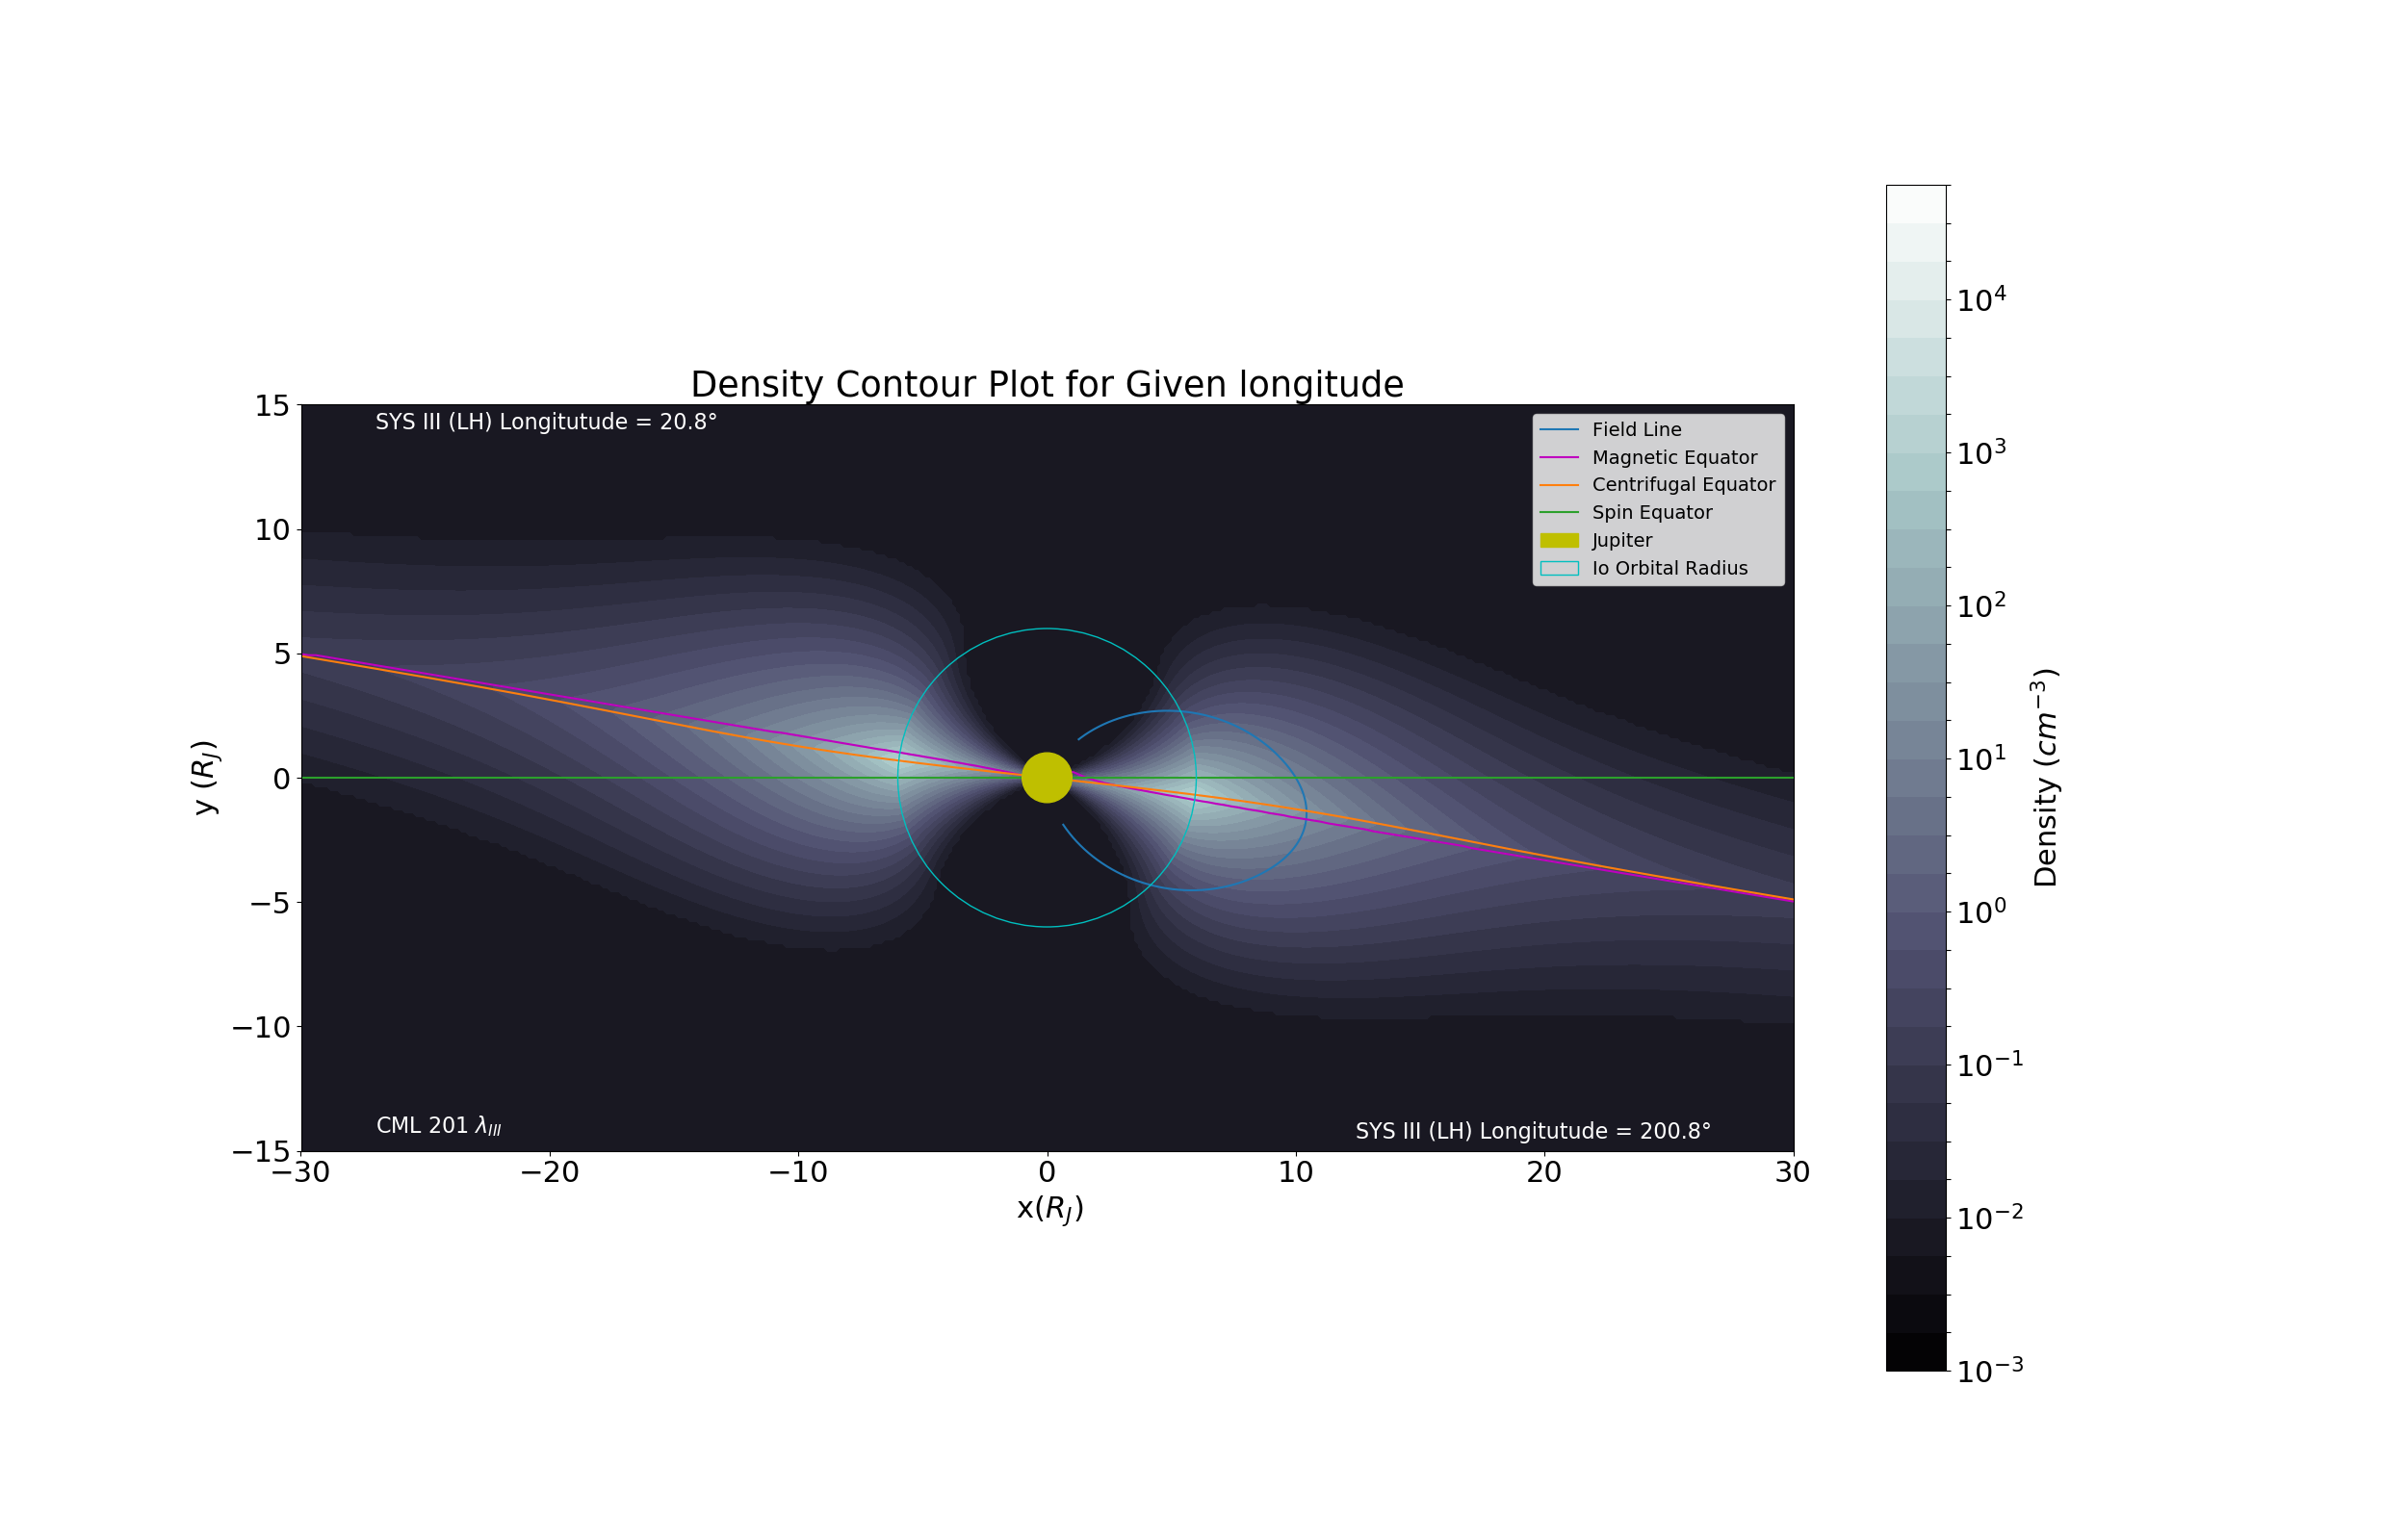 Density Contour Plot for Given longitude
SYS III (LH) Longitutude = 20.8°
Field Line
Magnetic Equator
Centrifugal Equator
Spin Equator
Jupiter
Io Orbital Radius
CML 201 λ_{III}
SYS III (LH) Longitutude = 200.8°
15
10
5
0
−5
−10
−15
y (R_J)
−30
−20
−10
0
10
20
30
x(R_J)
10^4
10^3
10^2
10^1
10^0
10^{−1}
10^{−2}
10^{−3}
Density (cm^{−3})